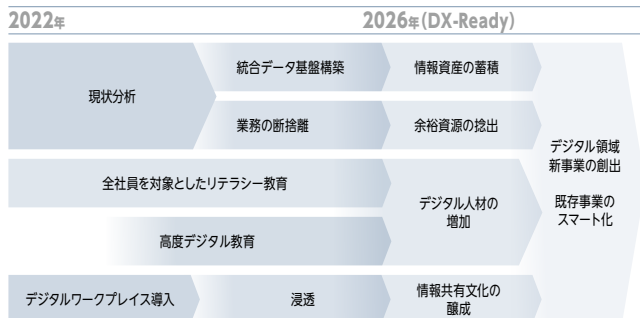 2022年
2026年(DX-Ready)
現状分析
統合データ基盤構築
情報資産の蓄積
業務の断捨離
余裕資源の捻出
全社員を対象としたリテラシー教育
高度デジタル教育
デジタル人材の
増加
デジタルワークプレイス導入
浸透
情報共有文化の
醸成
デジタル領域
新事業の創出
既存事業の
スマート化